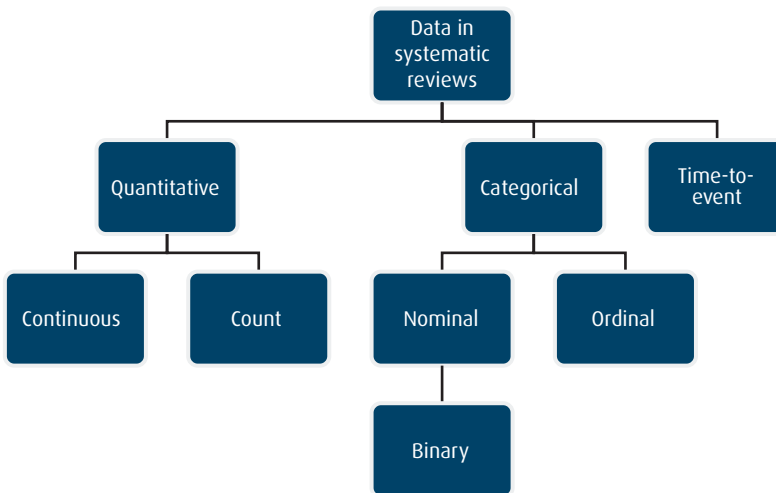 Data in
systematic
reviews
Quantitative
Categorical
Time-to-
event
Continuous
Count
Nominal
Ordinal
Binary